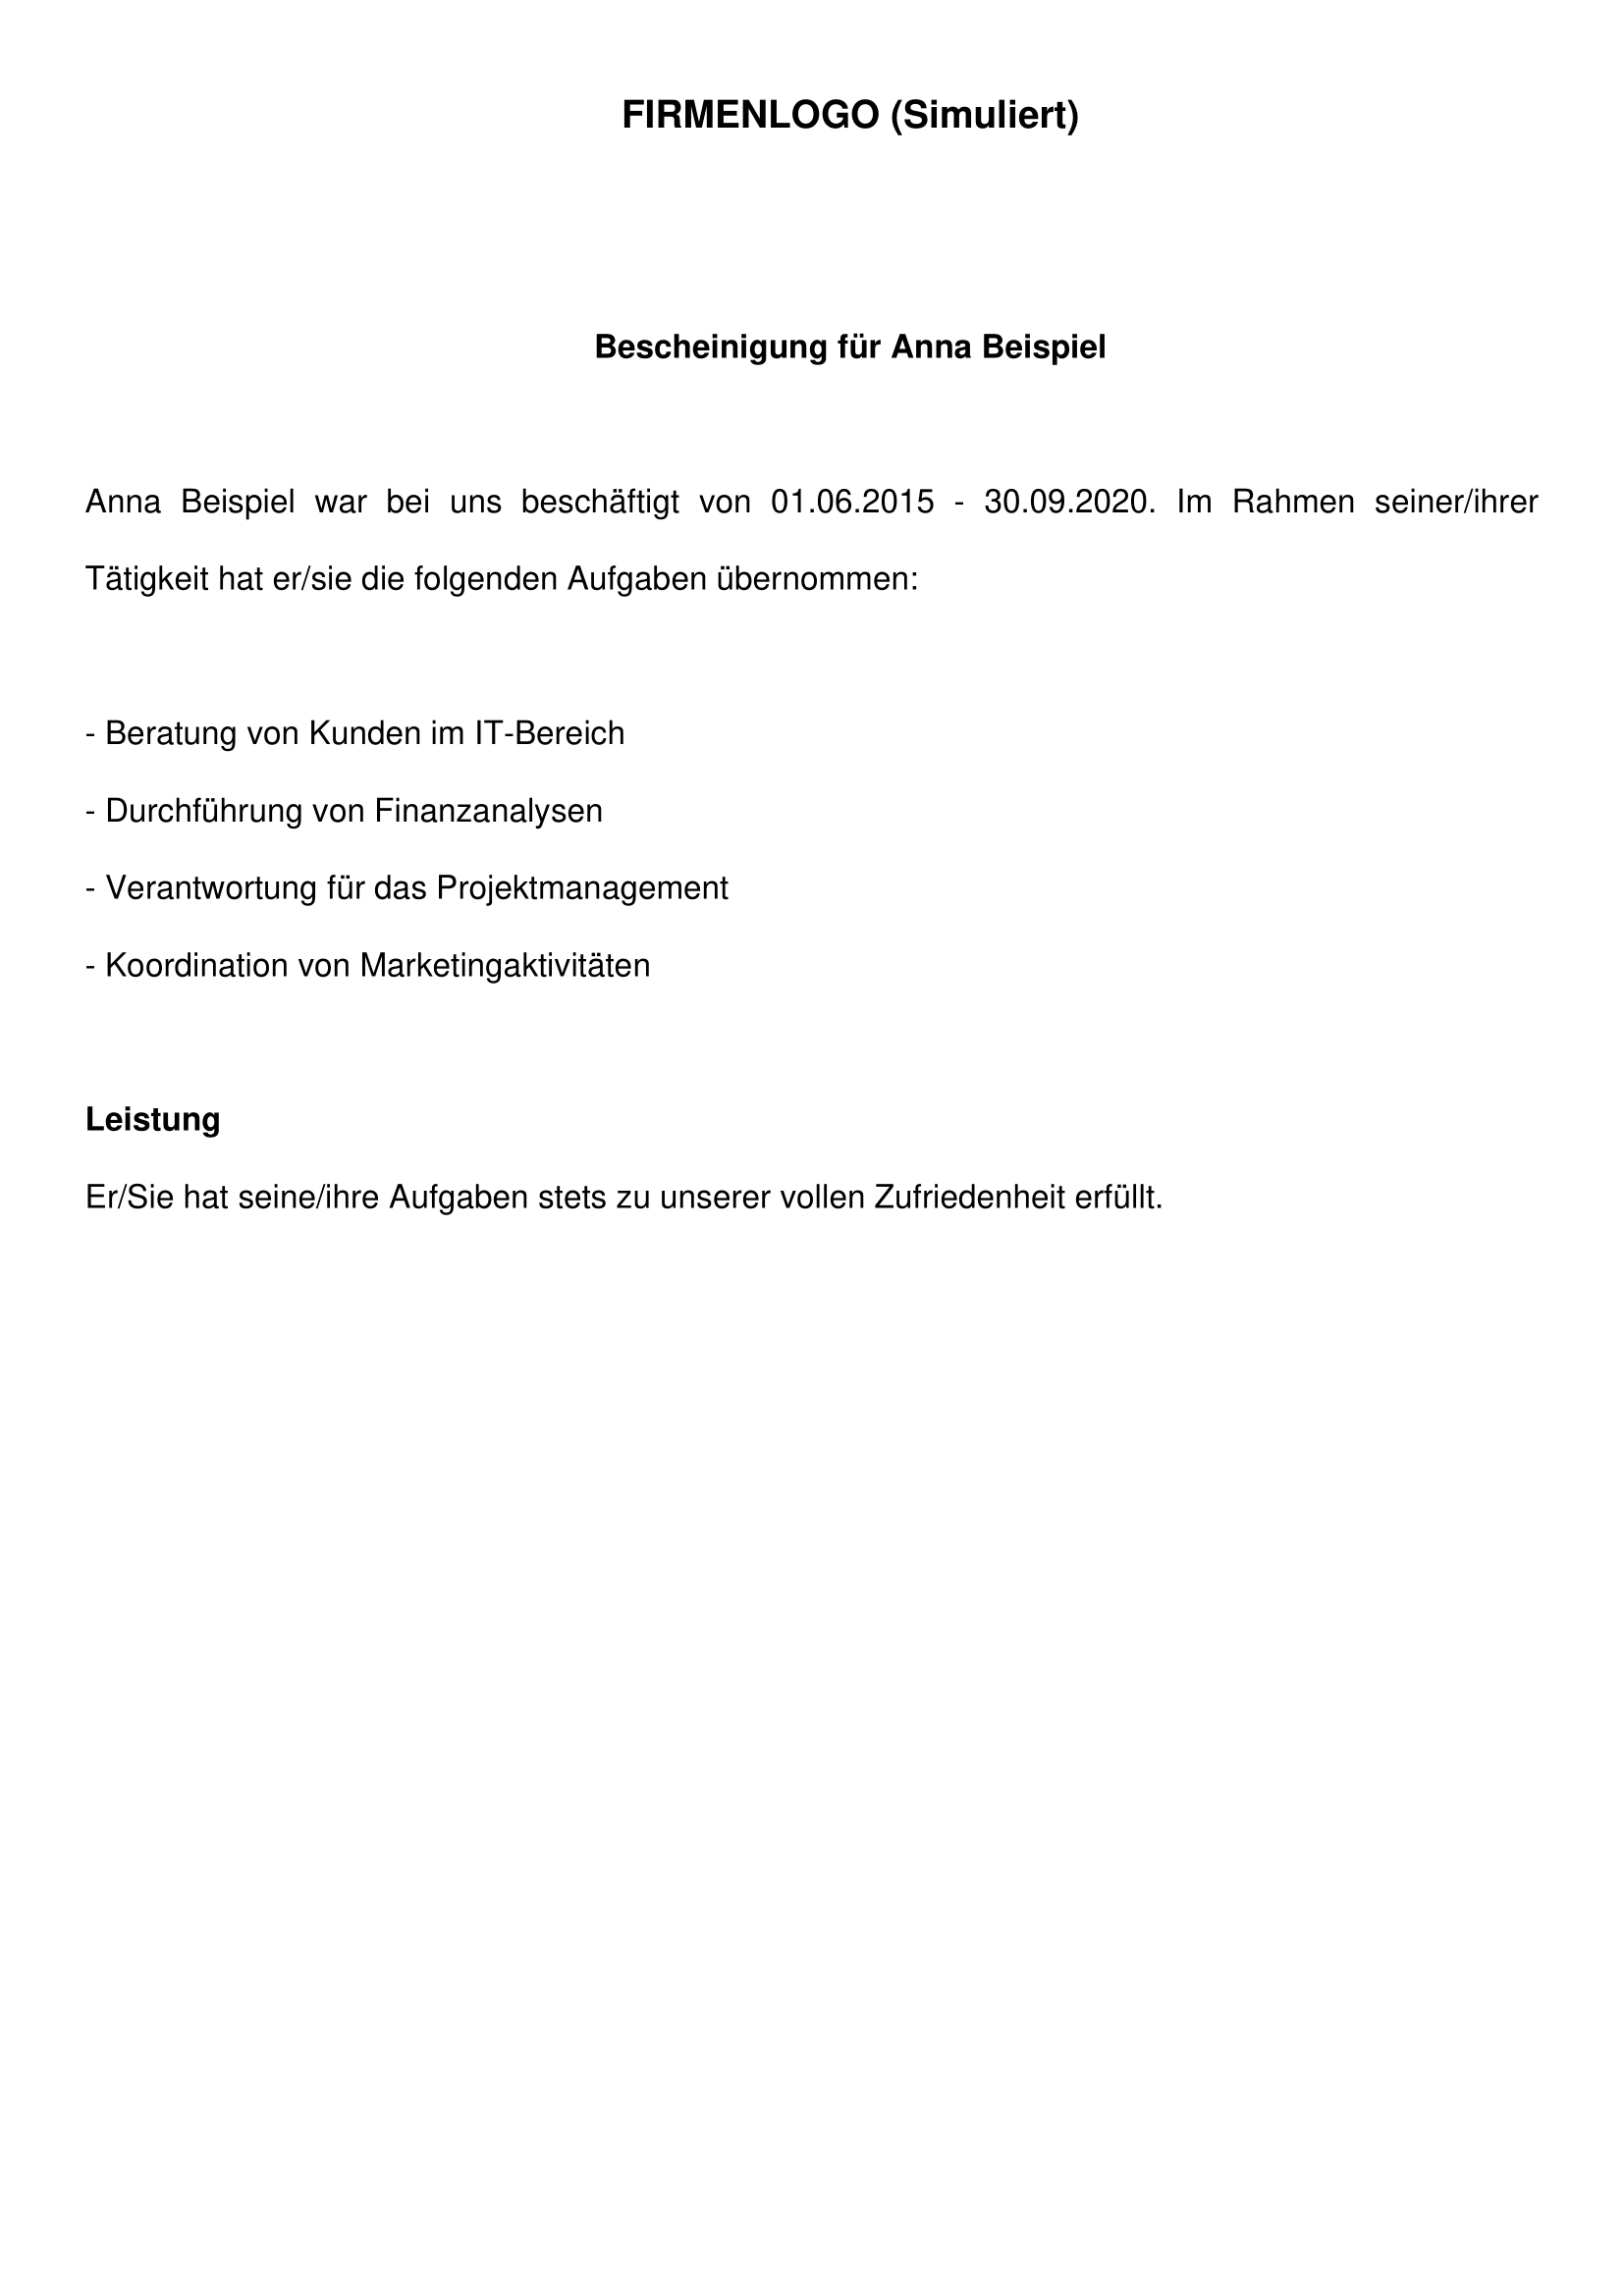 FIRMENLOGO (Simuliert)
Bescheinigung für Anna Beispiel
Anna Beispiel war bei uns beschäftigt von 01.06.2015 - 30.09.2020. Im Rahmen seiner/ihrer
Tätigkeit hat er/sie die folgenden Aufgaben übernommen:
- Beratung von Kunden im IT-Bereich
- Durchführung von Finanzanalysen
- Verantwortung für das Projektmanagement
- Koordination von Marketingaktivitäten
Leistung
Er/Sie hat seine/ihre Aufgaben stets zu unserer vollen Zufriedenheit erfüllt.